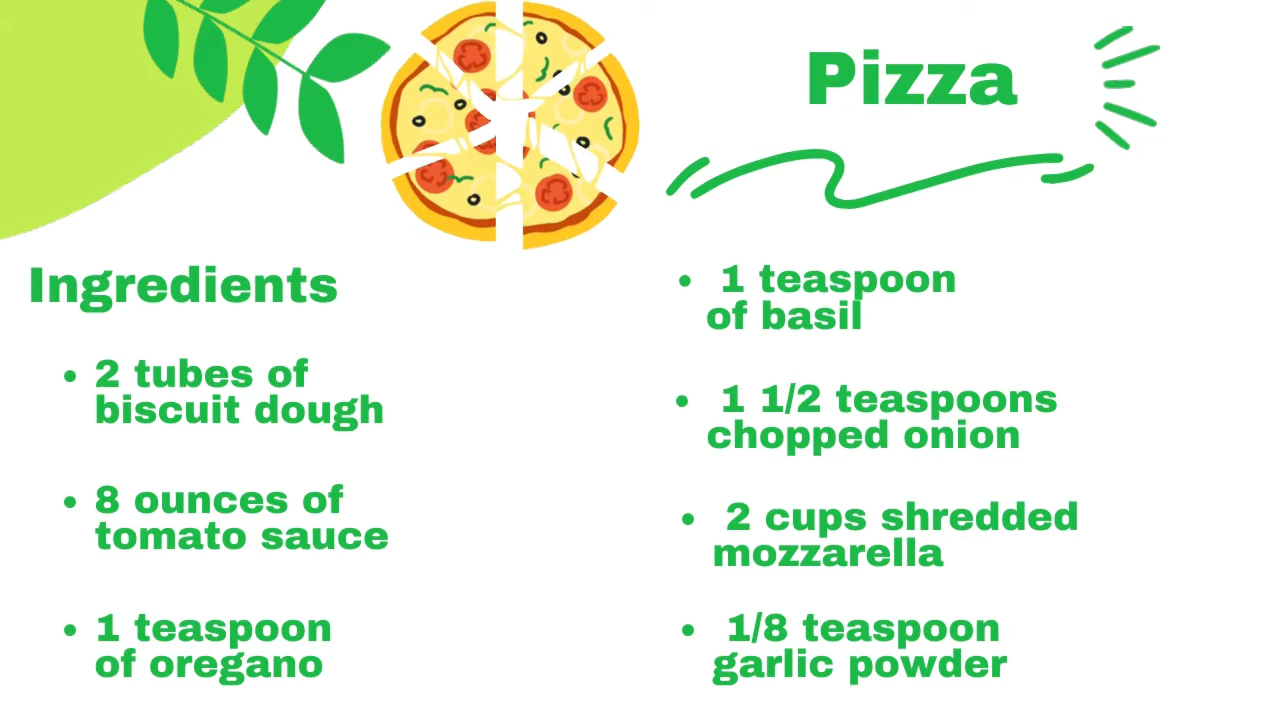 Pizza
Ingredients
• 2 tubes of
biscuit dough
• 8 ounces of
tomato sauce
• 1 teaspoon
of oregano
• 1 teaspoon
of basil
• 1 1/2 teaspoons
chopped onion
• 2 cups shredded
mozzarella
• 1/8 teaspoon
garlic powder